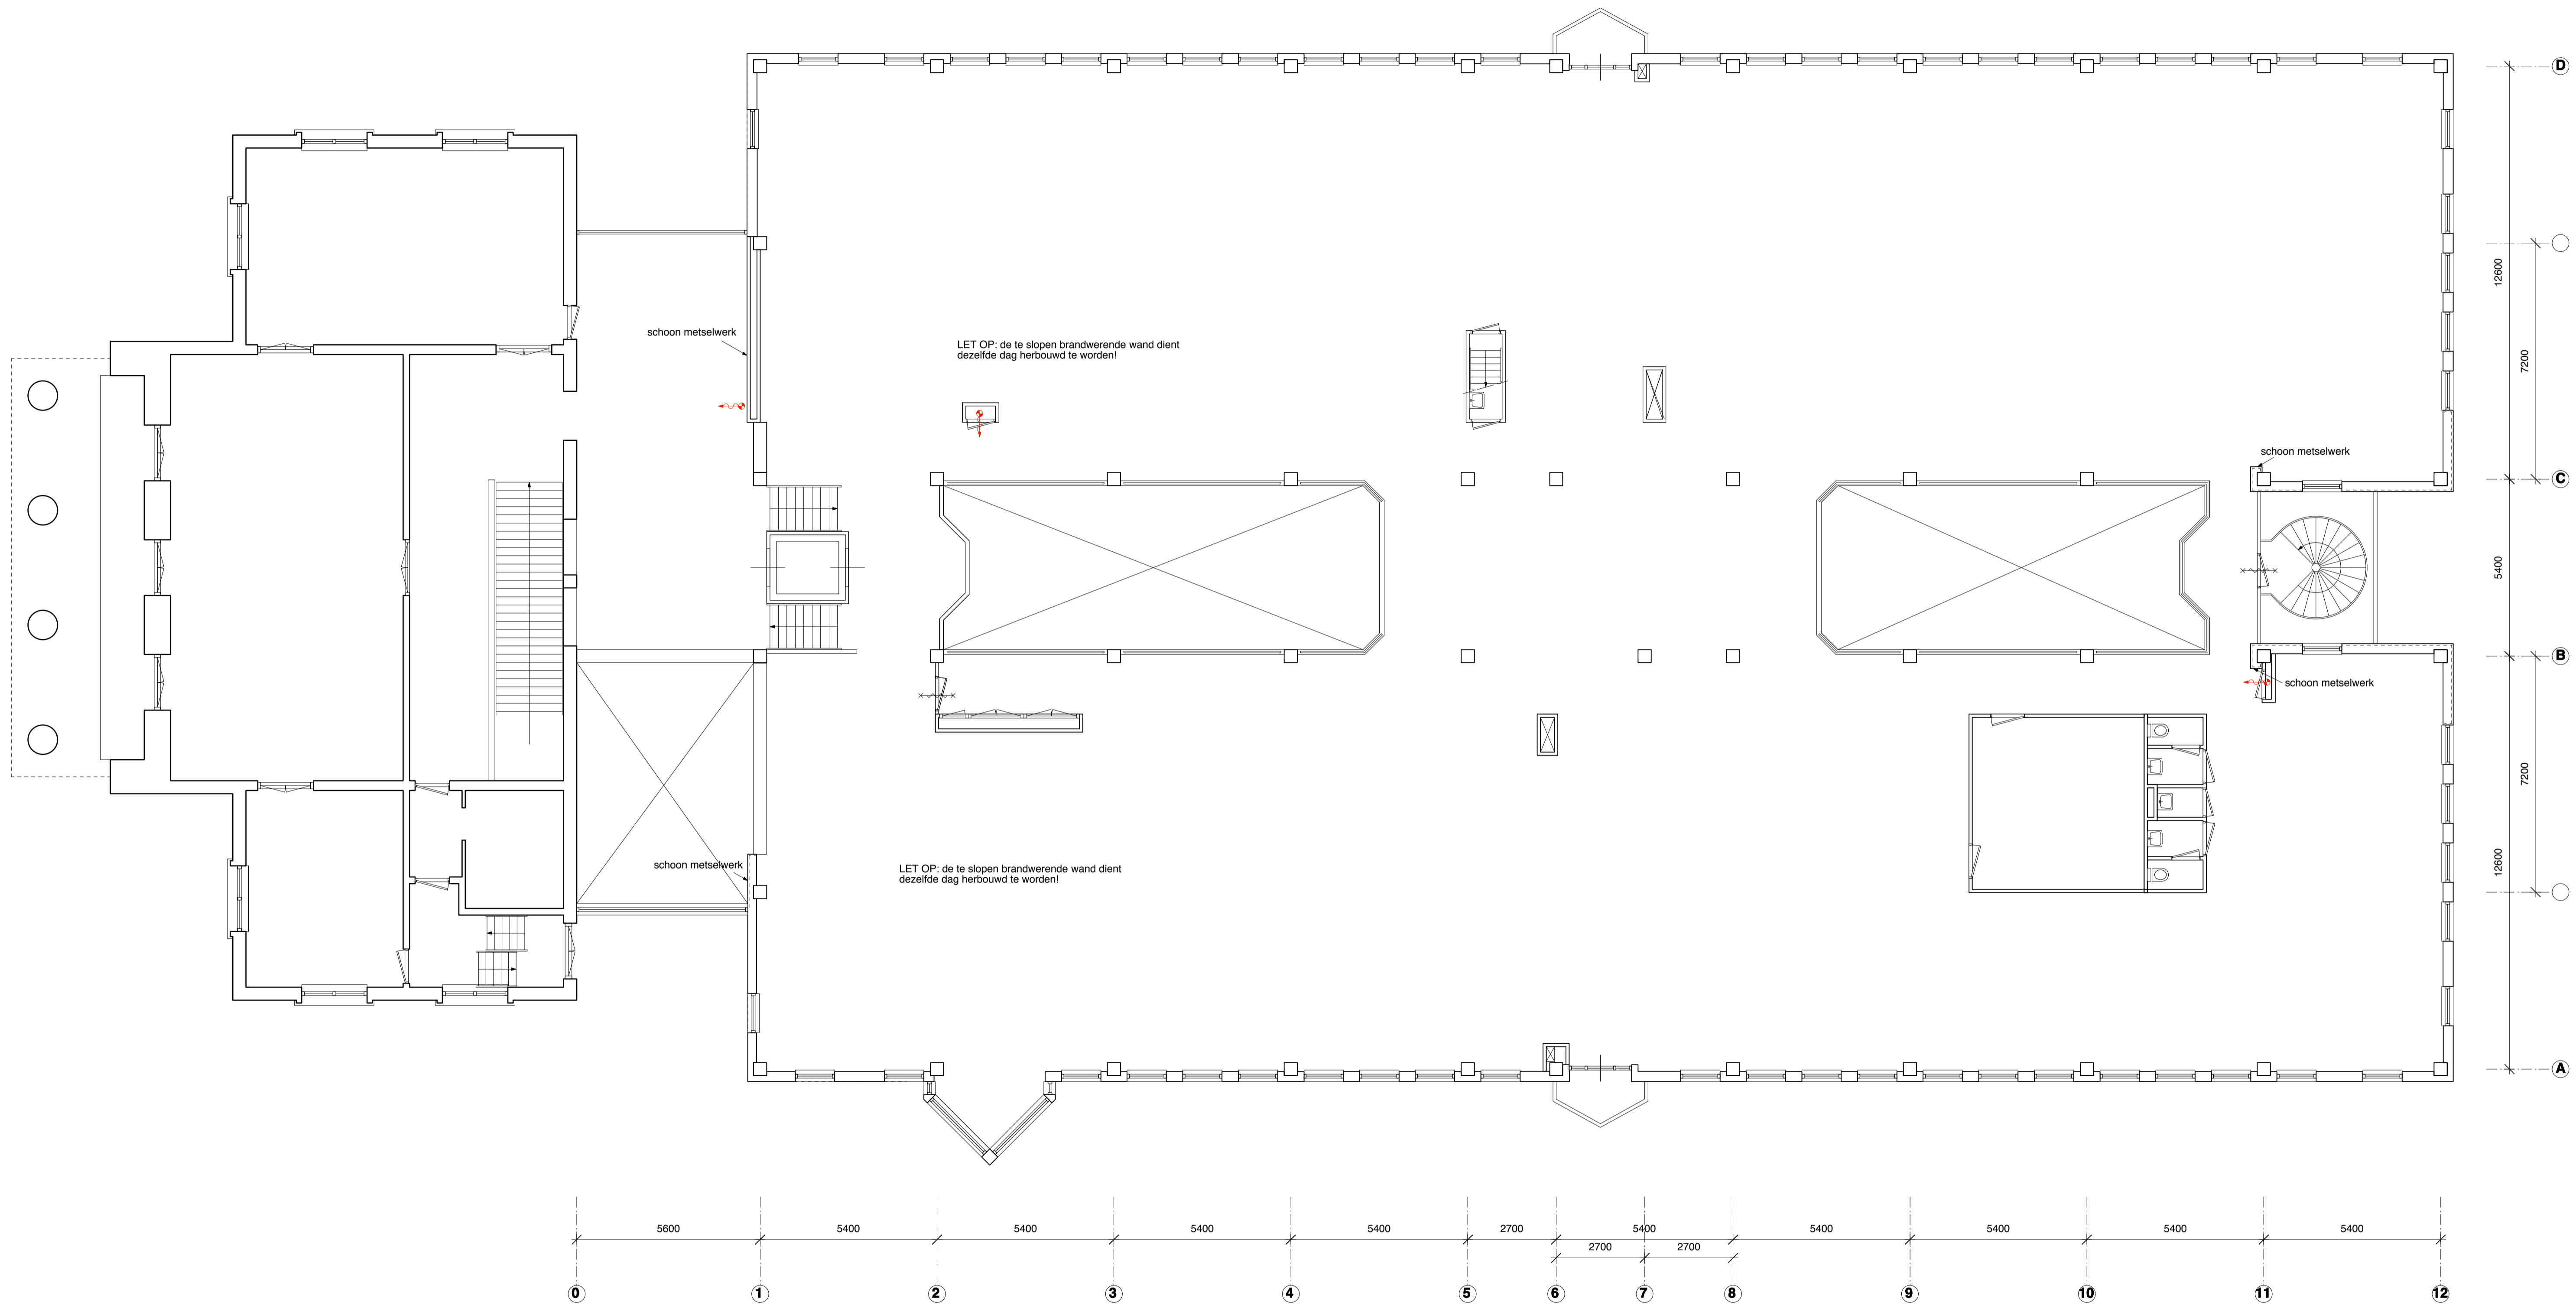 D
12600
7200
schoon metselwerk
LET OP: de te slopen brandwerende wand dient
dezelfde dag herbouwd te worden!
schoon metselwerk
C
5400
B
schoon metselwerk
7200
12600
schoon metselwerk
LET OP: de te slopen brandwerende wand dient
dezelfde dag herbouwd te worden!
A
5600 5400 5400 5400 5400 2700 5400 5400 5400 5400 5400
2700 2700
0 1 2 3 4 5 6 7 8 9 10 11 12